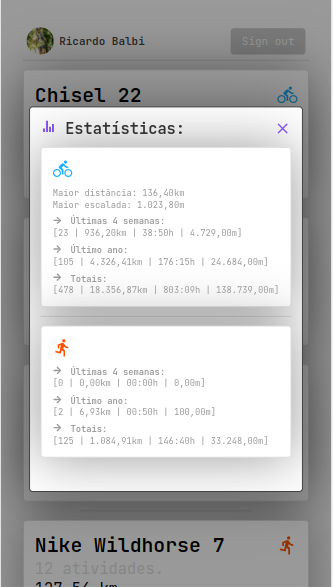 Ricardo Balbi
Sign out
Chisel 22
Estatísticas:
Maior distância: 136,40km
Maior escalada: 1.023,80m
→ Últimas 4 semanas:
[23 | 936,20km | 38:50h | 4.729,00m]
→ Último ano:
[105 | 4.326,41km | 176:15h | 24.684,00m]
→ Totais:
[478 | 18.356,87km | 803:09h | 138.739,00m]
→ Últimas 4 semanas:
[0 | 0,00km | 00:00h | 0,00m]
→ Último ano:
[2 | 6,93km | 00:50h | 100,00m]
→ Totais:
[125 | 1.084,91km | 146:40h | 33.248,00m]
Nike Wildhorse 7
12 atividades.